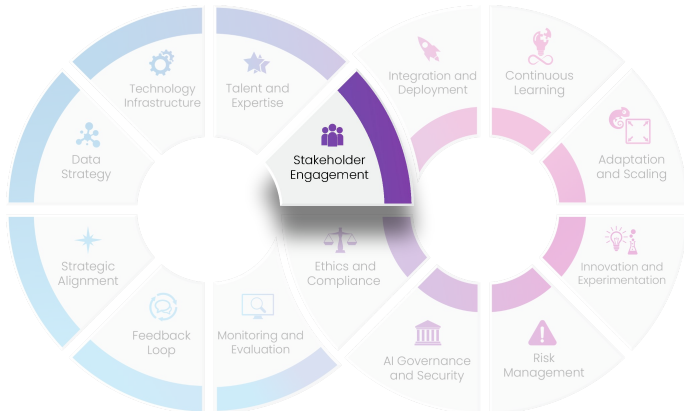 Technology
Infrastructure
Talent and
Expertise
Integration and
Deployment
Continuous
Learning
Data
Strategy
Stakeholder
Engagement
Adaptation
and Scaling
Strategic
Alignment
Ethics and
Compliance
Innovation and
Experimentation
Feedback
Loop
Monitoring and
Evaluation
AI Governance
and Security
Risk
Management